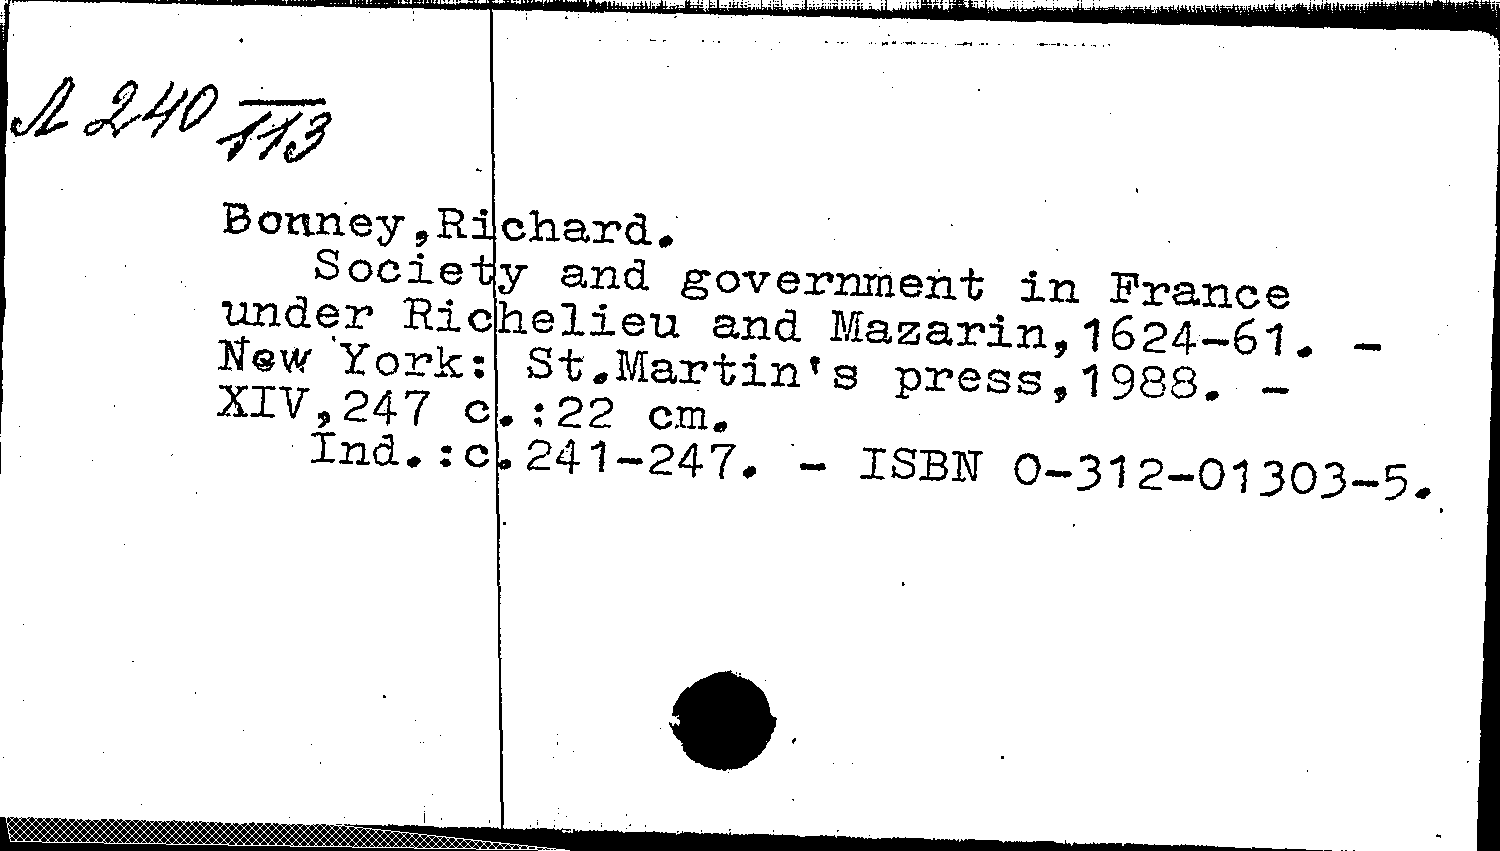 Л 240 113
Bonney,Richard.
Society and government in France
under Richelieu and Mazarin,1624-61. -
New York: St.Martin's press,1988. -
XIV,247 c.:22 cm.
Ind.:c.241-247. - ISBN 0-312-01303-5.